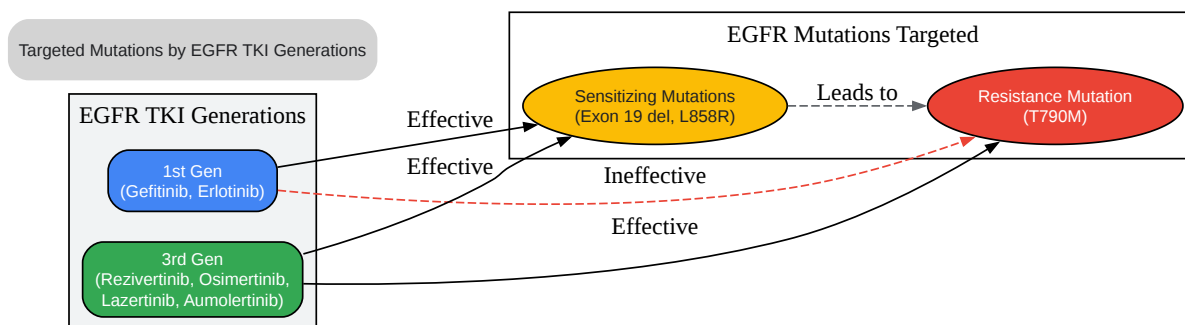 Targeted Mutations by EGFR TKI Generations
EGFR TKI Generations
1st Gen
(Gefitinib, Erlotinib)
3rd Gen
(Rezivertinib, Osimertinib,
Lazertinib, Aumolertinib)
Effective
Effective
Ineffective
Effective
EGFR Mutations Targeted
Sensitizing Mutations
(Exon 19 del, L858R)
Leads to
Resistance Mutation
(T790M)